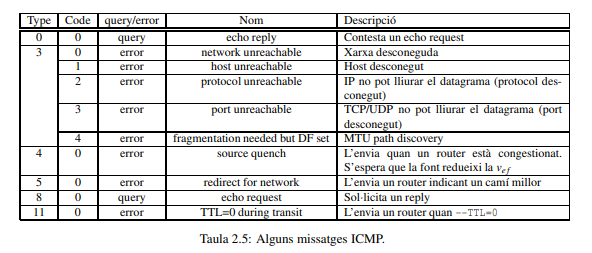 Type Code query/error Nom Descripció
0 0 query echo reply Contesta un echo request
3 0 error network unreachable Xarxa desconeguda
1 error host unreachable Host desconegut
2 error protocol unreachable IP no pot lliurar el datagrama (protocol des-
conegut)
3 error port unreachable TCP/UDP no pot lliurar el datagrama (port
desconegut)
4 error fragmentation needed but DF set MTU path discovery
4 0 error source quench L'envia quan un router està congestionat.
S'espera que la font redueixi la vef
5 0 error redirect for network L'envia un router indicant un camí millor
8 0 query echo request Sol·licita un reply
11 0 error TTL=0 during transit L'envia un router quan --TTL=0
Taula 2.5: Alguns missatges ICMP.